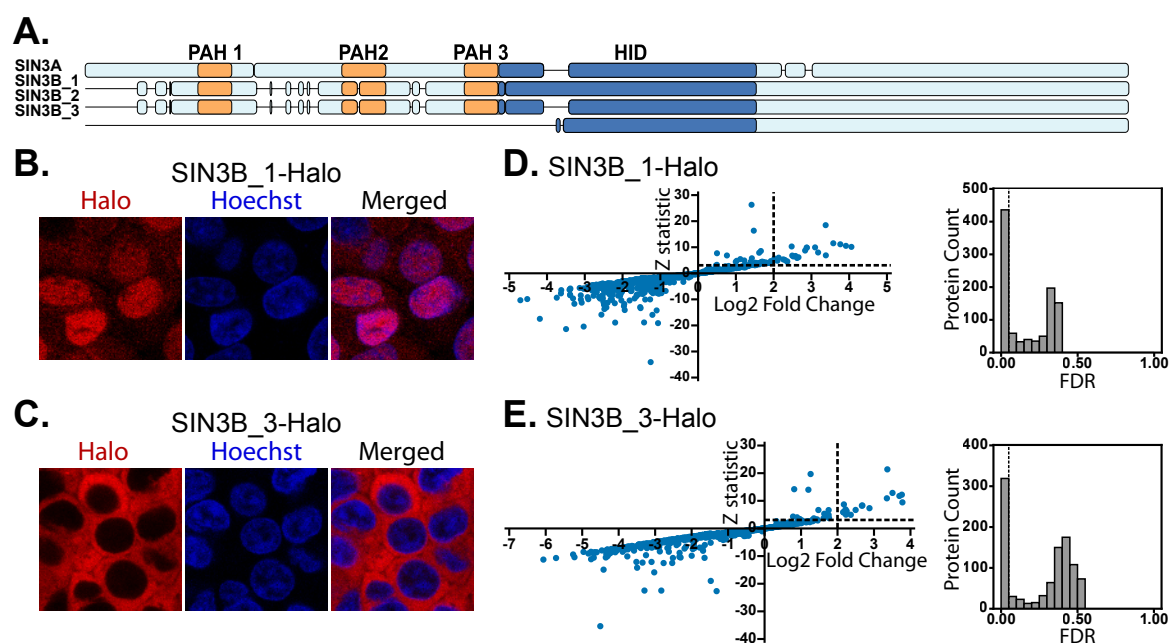 A.
PAH 1 PAH2 PAH 3 HID
SIN3A
SIN3B_1
SIN3B_2
SIN3B_3
B. SIN3B_1-Halo
Halo Hoechst Merged
C. SIN3B_3-Halo
Halo Hoechst Merged
D. SIN3B_1-Halo
Z statistic
30
20
10
0
-10
-20
-30
-40
-5 -4 -3 -2 -1 0 1 2 3 4 5
Log2 Fold Change
Protein Count
500
400
300
200
100
0
0.00 0.50 1.00
FDR
E. SIN3B_3-Halo
Z statistic
30
20
10
0
-10
-20
-30
-40
-7 -6 -5 -4 -3 -2 -1 0 1 2 3 4
Log2 Fold Change
Protein Count
400
300
200
100
0
0.00 0.50 1.00
FDR